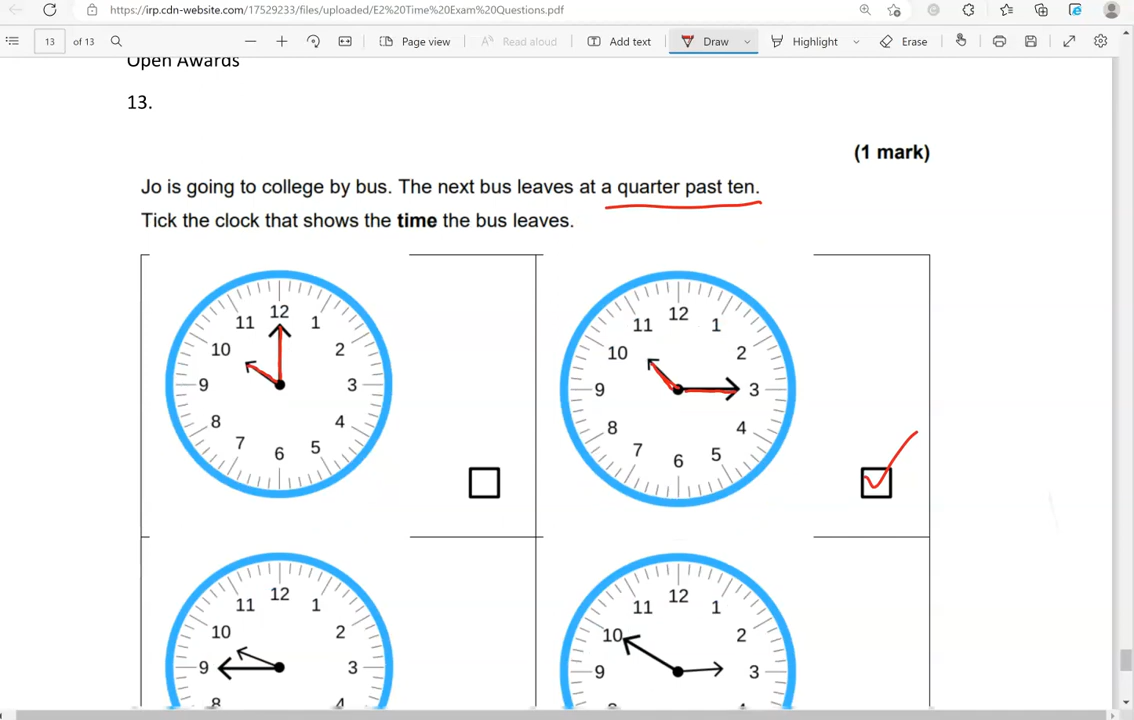 https://irp.cdn-website.com/17529233/files/uploaded/E2%20Time%20Exam%20Questions.pdf
13 of 13 Page view Read aloud Add text Draw Highlight Erase
Open Awards
13.
(1 mark)
Jo is going to college by bus. The next bus leaves at a quarter past ten.
Tick the clock that shows the time the bus leaves.
12 1 2 3 4 5 6 7 8 9 10 11
12 1 2 3 4 5 6 7 8 9 10 11
12 1 2 3 9 10 11
12 1 2 3 9 10 11